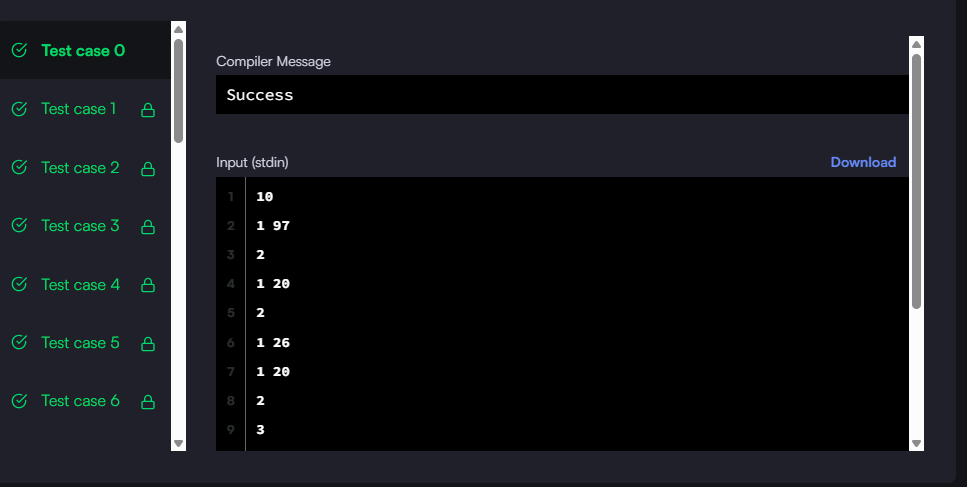 Test case 0
Test case 1
Test case 2
Test case 3
Test case 4
Test case 5
Test case 6
Compiler Message
Success
Input (stdin)
Download
1 10
2 1 97
3 2
4 1 20
5 2
6 1 26
7 1 20
8 2
9 3